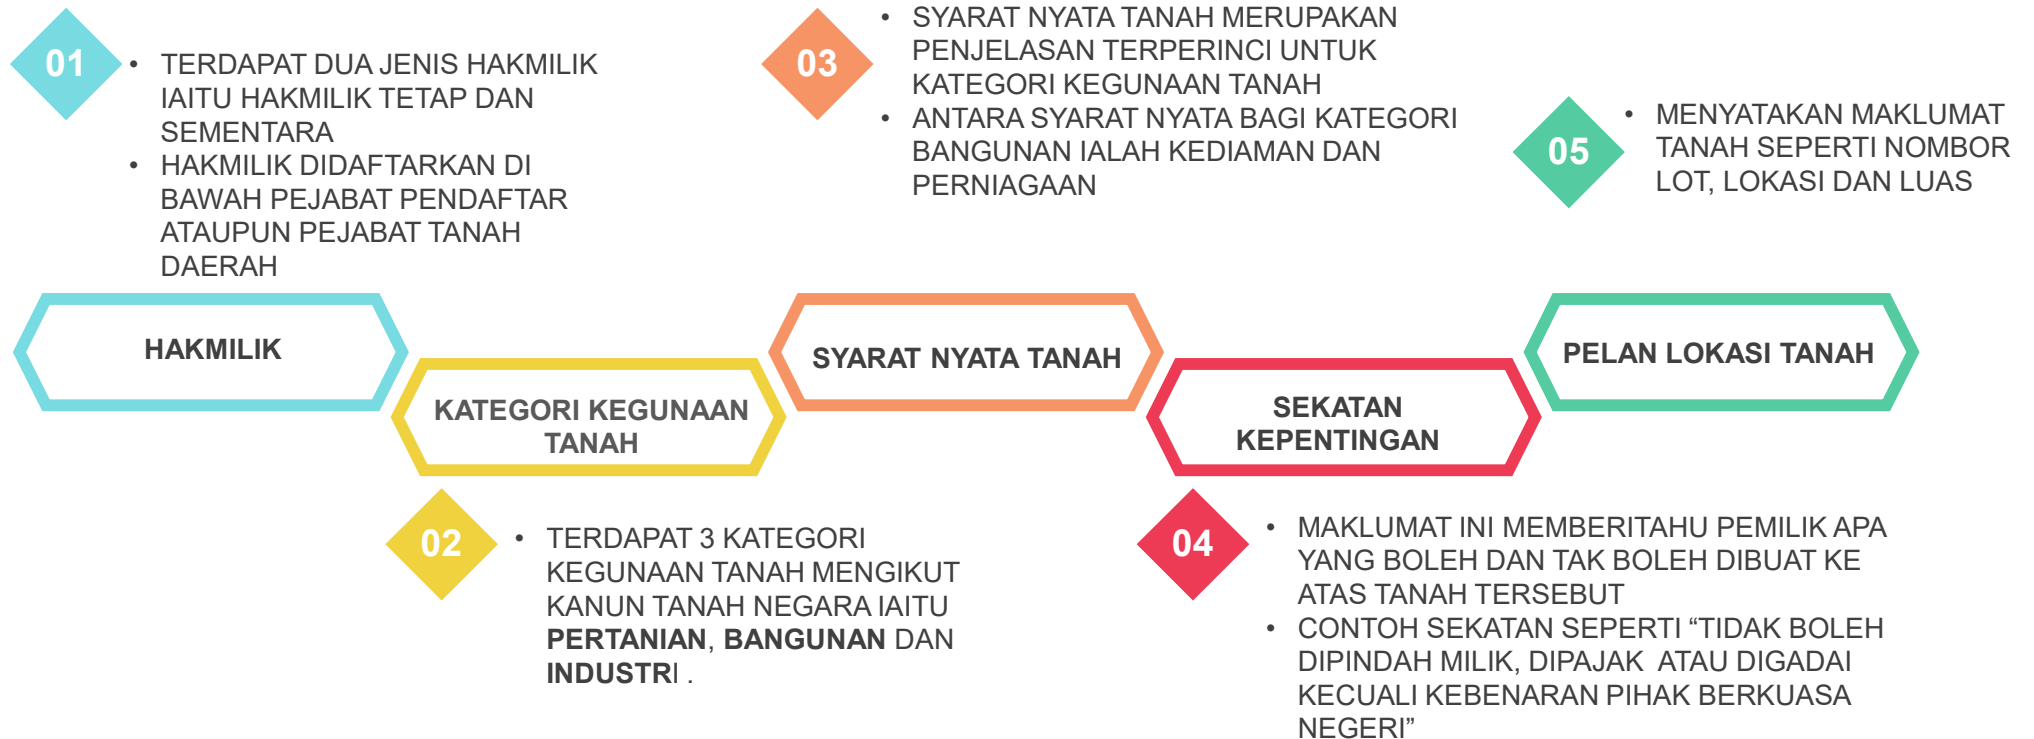 01
• TERDAPAT DUA JENIS HAKMILIK
IAITU HAKMILIK TETAP DAN
SEMENTARA
• HAKMILIK DIDAFTARKAN DI
BAWAH PEJABAT PENDAFTAR
ATAUPUN PEJABAT TANAH
DAERAH
HAKMILIK
KATEGORI KEGUNAAN
TANAH
02
• TERDAPAT 3 KATEGORI
KEGUNAAN TANAH MENGIKUT
KANUN TANAH NEGARA IAITU
PERTANIAN, BANGUNAN DAN
INDUSTRI .
03
• SYARAT NYATA TANAH MERUPAKAN
PENJELASAN TERPERINCI UNTUK
KATEGORI KEGUNAAN TANAH
• ANTARA SYARAT NYATA BAGI KATEGORI
BANGUNAN IALAH KEDIAMAN DAN
PERNIAGAAN
SYARAT NYATA TANAH
SEKATAN
KEPENTINGAN
04
• MAKLUMAT INI MEMBERITAHU PEMILIK APA
YANG BOLEH DAN TAK BOLEH DIBUAT KE
ATAS TANAH TERSEBUT
• CONTOH SEKATAN SEPERTI “TIDAK BOLEH
DIPINDAH MILIK, DIPAJAK ATAU DIGADAI
KECUALI KEBENARAN PIHAK BERKUASA
NEGERI”
05
• MENYATAKAN MAKLUMAT
TANAH SEPERTI NOMBOR
LOT, LOKASI DAN LUAS
PELAN LOKASI TANAH